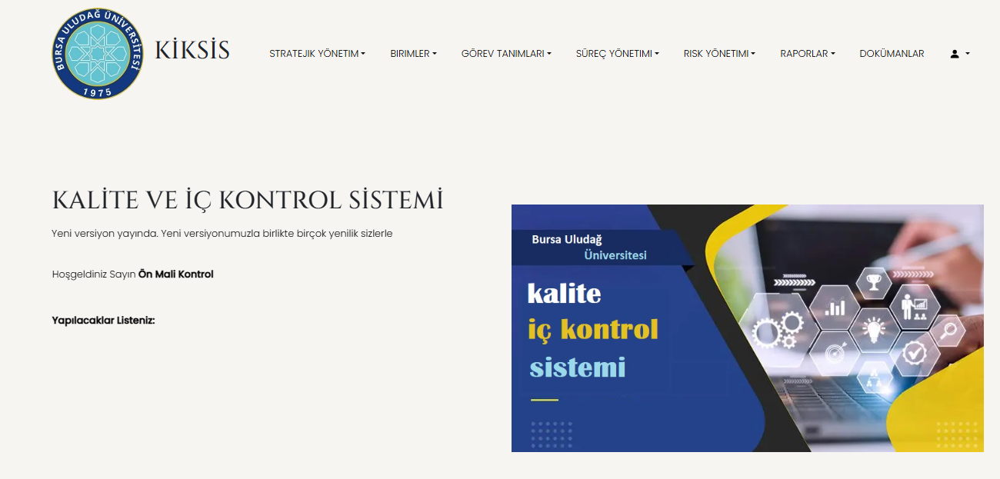 BURSA ULUDAĞ ÜNİVERSİTESİ
1975
KİKSİS
STRATEJIK YÖNETIM
BIRIMLER
GÖREV TANIMLARI
SÜREÇ YÖNETIMI
RISK YÖNETIMI
RAPORLAR
DOKÜMANLAR
KALİTE VE İÇ KONTROL SİSTEMİ
Yeni versiyon yayında. Yeni versiyonumuzla birlikte birçok yenilik sizlerle
Hoşgeldiniz Sayın Ön Mali Kontrol
Yapılacaklar Listeniz:
Bursa Uludağ
Üniversitesi
kalite
iç kontrol
sistemi